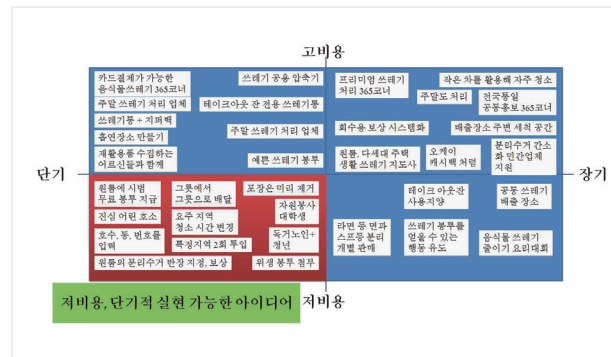 고비용
카드결제가 가능한
음식물쓰레기 365코너
쓰레기 공용 압축기
주말 쓰레기 처리 업체
테이크아웃 잔 전용 쓰레기통
쓰레기통 + 지퍼백
주말 쓰레기 처리 업체
흡연장소 만들기
재활용품 수집하는
어르신들과 함께
예쁜 쓰레기 봉투
프리미엄 쓰레기
처리 365코너
작은 차를 활용해 자주 청소
주말도 처리
전국통일
공동홍보 365코너
회수용 보상 시스템화
배출장소 주변 세척 공간
원룸, 다세대 주택
생활 쓰레기 지도사
오케이
캐시백 처럼
분리수거 간소
화 민간업체
지원
단기
장기
원룸에 시범
무료 봉투 지급
그릇에서
그릇으로 배달
포장은 미리 제거
진심 어린 호소
요주 지역
청소 시간 변경
자원봉사
대학생
호수, 동, 번호를
입력
특정지역 2회 투입
독거노인+
청년
원룸의 분리수거 반장 지정, 보상
위생 봉투 첨부
테이크 아웃잔
사용지양
공동 쓰레기
배출 장소
라면 등 면과
스프등 분리
개별 판매
쓰레기 봉투를
얻을 수 있는
행동 유도
음식물 쓰레기
줄이기 요리대회
저비용, 단기적 실현 가능한 아이디어
저비용